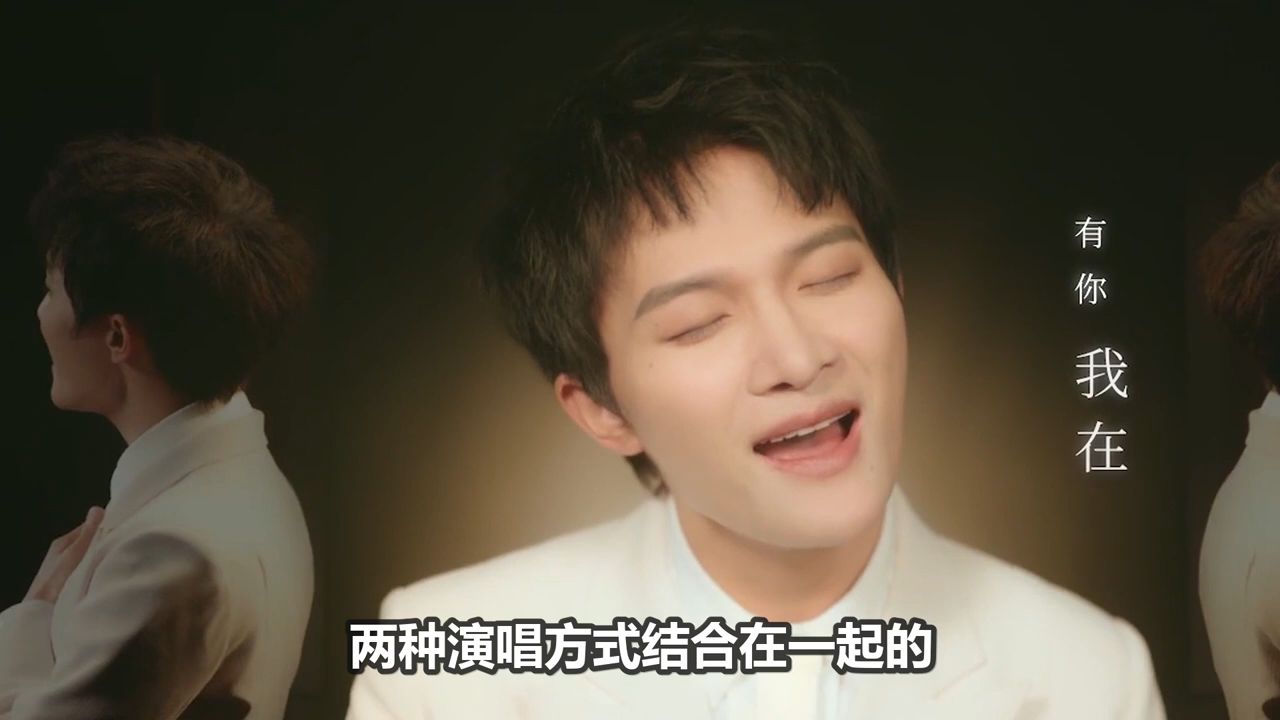 有你
我在
两种演唱方式结合在一起的